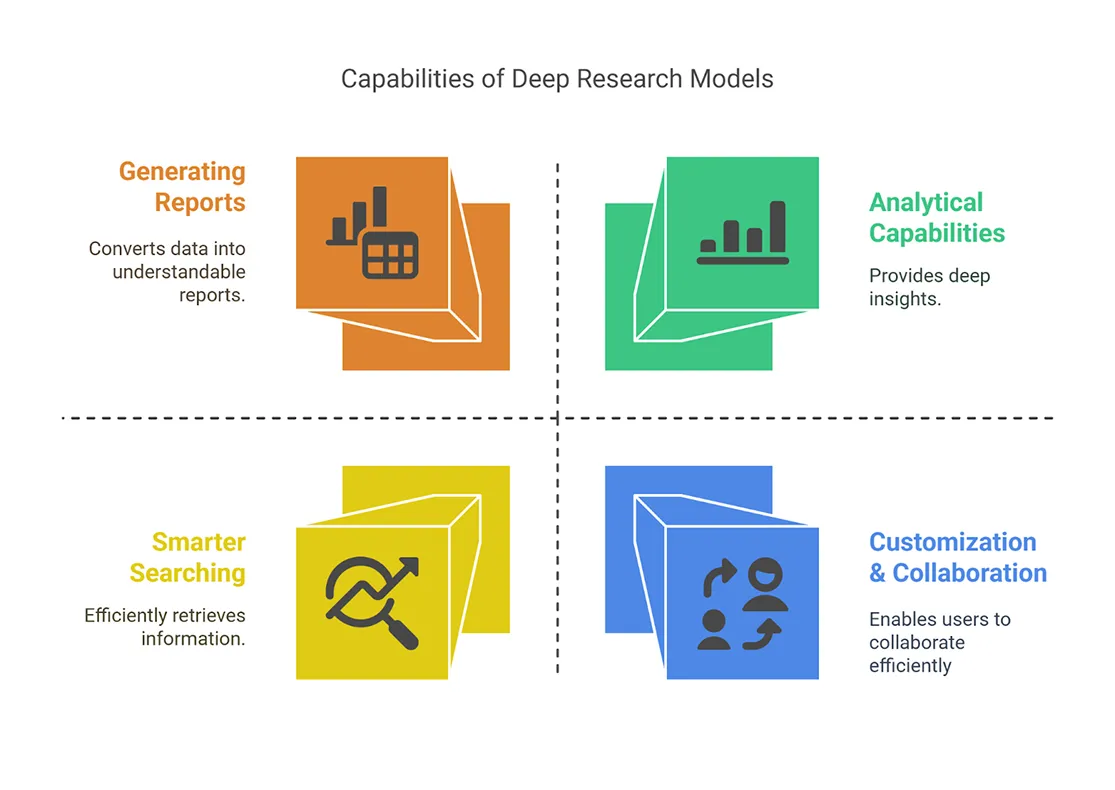 Capabilities of Deep Research Models
Generating
Reports
Converts data into
understandable
reports.
Analytical
Capabilities
Provides deep
insights.
Smarter
Searching
Efficiently retrieves
information.
Customization
& Collaboration
Enables users to
collaborate
efficiently